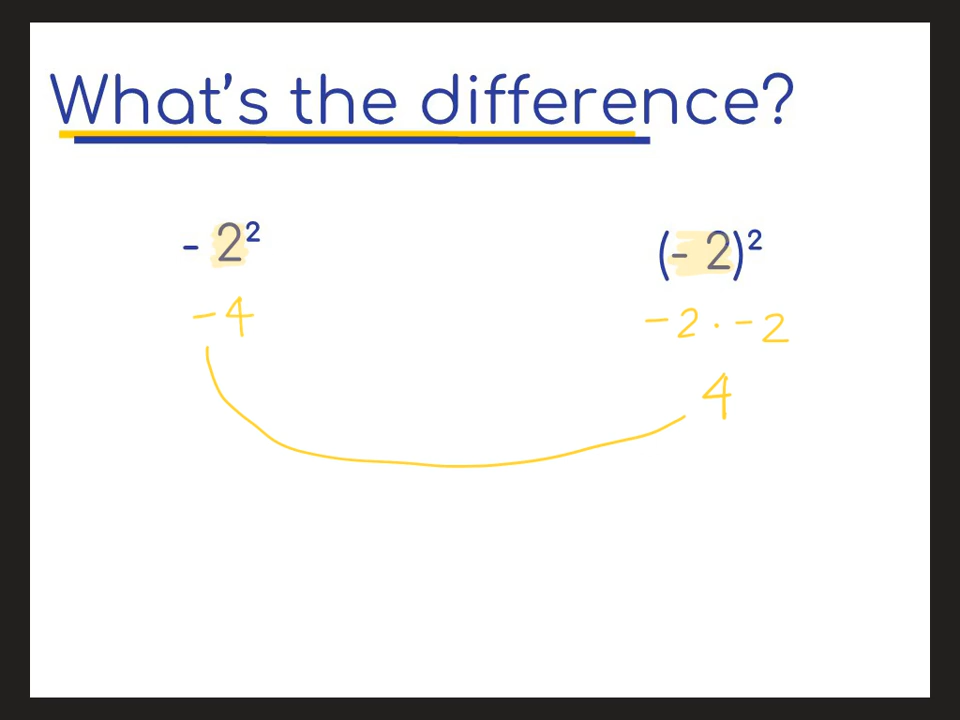 What's the difference?
- 2² (- 2)²
-4 -2 · -2
4